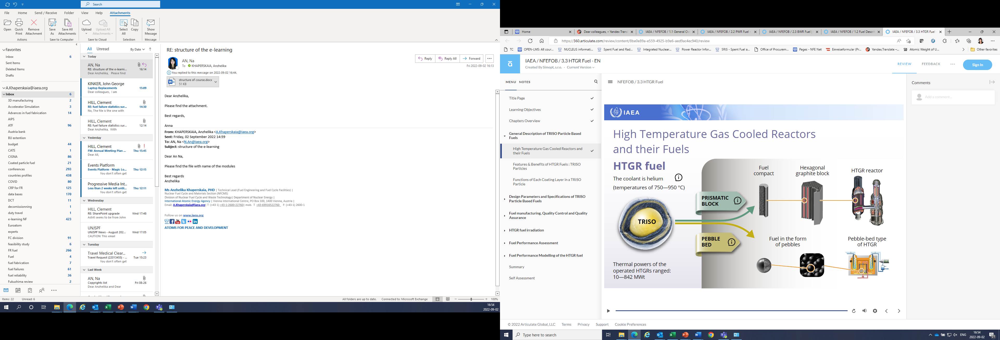 Search
File Home Send / Receive Folder View Help Attachments
Open Quick Print Remove Attachment Save As Save All Attachments Upload Upload All Attachments Select All Copy Show Message
Actions Save to Computer Save to Cloud Selection Message
Favorites
Inbox 6
Sent Items
Deleted Items
Drafts
A.Khaperskaia@iaea.org
Inbox 6
3D manufacturing 2
Accelerator Simulation 3
Advances in fuel fabrication 14
AIPS
ATF 96
Austria bank
BU extention
budget 44
CATS 1
CIGNA 86
Coated particle fuel 21
conferences 293
countries profiles 438
COVID 80
CRP for FR 125
data bases 170
DCT 11
decomissionning 1
duty travel 1
e-learning NF 423
Euroatom
experts
FC division 91
feasibility study 6
FR fuel 266
Fuel 4
fuel fabrication 7
fuel failures 61
fuel reliability 36
Fukushima review 2
All Unread By Date
Today
AN, Na
RE: structure of the e-learni... 16:14
Dear Anzhelika, Please find
KINKER, John George
Laptop Replacements 15:09
Dear colleagues, I am
HILL, Clement
RE: fuel failure statistics sur... 14:30
No, The file is the one with
HILL, Clement
RE: fuel failure statistics sur... 12:14
Dear Anzhelika, With
Yesterday
HILL, Clement
FW: Annual Meeting Plan ... Thu 15:45
Dear All,
Events Platform
Events Platform - Magic Lo... Thu 12:15
You don't often get
Progressive Media Int...
Less than 2 weeks left until... Thu 12:11
You don't often get
Wednesday
HILL, Clement
RE: SharePoint upgrade Wed 17:48
Astrit seems to be from John
UNJSPF
UNJSPF News - August 202... Wed 17:05
CAUTION: This email
Tuesday
Travel Medical Clear...
Travel Request (22013455) - ... Tue 15:23
You don't often get
Last Week
AN, Na
Copyrights list Fri 08-26
Dear Anzhelika and Dear
RE: structure of the e-learning
AN, Na
To KHAPERSKAIA, Anzhelika
Reply Reply All Forward
Fri 2022-09-02 16:13
You replied to this message on 2022-09-02 16:44.
structure of course.docx
51 KB
Dear Anzhelika,
Please find the attachment.
Best regards,
Anna
From: KHAPERSKAIA, Anzhelika <A.Khaperskaia@iaea.org>
Sent: Friday, 02 September 2022 14:59
To: AN, Na <N.An@iaea.org>
Subject: structure of the e-learning
Dear An Na,
Please find the file with name of the modules
Best regards
Anzhelika
Ms Anzhelika Khaperskaia, PHD | Technical Lead (Fuel Engineering and Fuel Cycle Facilities) |
Nuclear Fuel Cycle and Materials Section (NFCMS)
Division of Nuclear Fuel Cycle and Waste Technology| Department of Nuclear Energy |
International Atomic Energy Agency | Vienna International Centre, PO Box 100, 1400 Vienna, Austria |
Email: A.Khaperskaia@iaea.org| T: (+43 1) +43-1-2600-22760| mob. T +43-69916522760 F: (+43-1) 2600-1
Follow us on www.iaea.org
ATOMS FOR PEACE AND DEVELOPMENT
Items: 22 Unread: 6 All folders are up to date. Connected to: Microsoft Exchange 100%
16:54
2022-09-02
Home Dear colleagues, – Yandex Trans IAEA / NFEFOB / 1.1 General Ov IAEA / NFEFOB / 2.2 PWR Fuel - IAEA / NFEFOB / 2.3 BWR Fuel | IAEA / NFEFOB / 1.2 Fuel Descri IAEA / NFEFOB / 3.3 HTGR Fuel
https://360.articulate.com/review/content/8be0e89a-e559-4925-b9e6-aed9ac4ec940/review
TC OPEN-LMS: All cour... NUCLEUS informati... Spent Fuel and Rad... Integrated Nuclear... Power Reactor Infor... SRIS - Spent Fuel a... Office of Procurem... Pages - NFE Net Einreiseformular (Pr... Yandex.Translate –... Atomic Weight of U... Other favorites
IAEA / NFEFOB / 3.3 HTGR Fuel - EN
Created By Simopt, s.r.o. · Current Version
REVIEW FEEDBACK Sign In
MENU NOTES
Title Page
Learning Objectives
Chapters Overview
General Description of TRISO Particle Based
Fuels
High Temperature Gas Cooled Reactors and
their Fuels
Features & Benefits of HTGR Fuels : TRISO
Particles
Functions of Each Coating Layer in a TRISO
Particle
Design Parameters and Specifications of TRISO
Particle Based Fuels
Fuel manufacturing, Quality Control and Quality
Assurance
HTGR fuel irradiation
Fuel Performance Assessment
Fuel Performance Modelling of the HTGR fuel
Summary
Self Assessment
NFEFOB / 3.3 HTGR Fuel
IAEA
High Temperature Gas Cooled Reactors
and their Fuels
HTGR fuel
The coolant is helium
(temperatures of 750—950 °C)
TRISO
PRISMATIC
BLOCK
PEBBLE
BED
Fuel
compact
Hexagonal
graphite block
HTGR reactor
Fuel in the form
of pebbles
Pebble-bed type
of HTGR
Thermal powers of the
operated HTGRs ranged:
10—842 MWt
Comments
Add a comment...
© 2022 Articulate Global, LLC Terms Privacy Support Cookie Preferences
Type here to search
ENG
16:54
2022-09-02
21